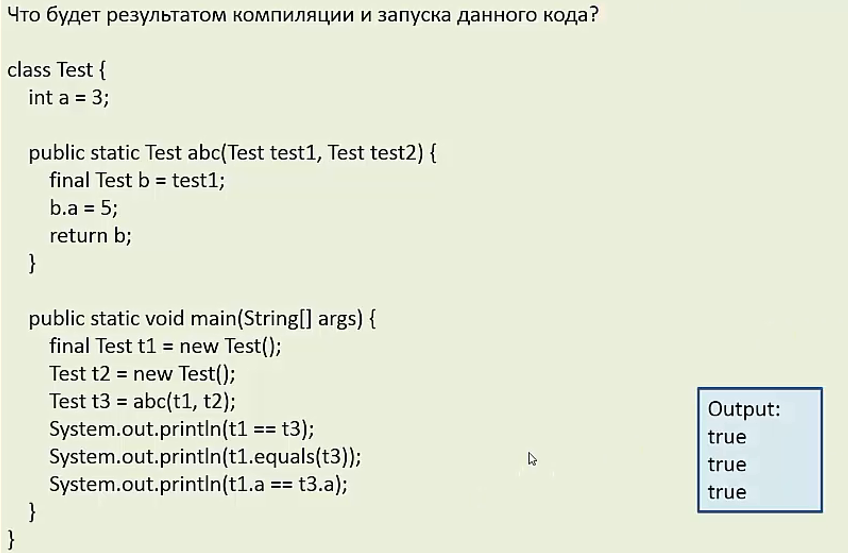 Что будет результатом компиляции и запуска данного кода?
class Test {
int a = 3;
public static Test abc(Test test1, Test test2) {
final Test b = test1;
b.a = 5;
return b;
}
public static void main(String[] args) {
final Test t1 = new Test();
Test t2 = new Test();
Test t3 = abc(t1, t2);
System.out.println(t1 == t3);
System.out.println(t1.equals(t3));
System.out.println(t1.a == t3.a);
}
}
Output:
true
true
true